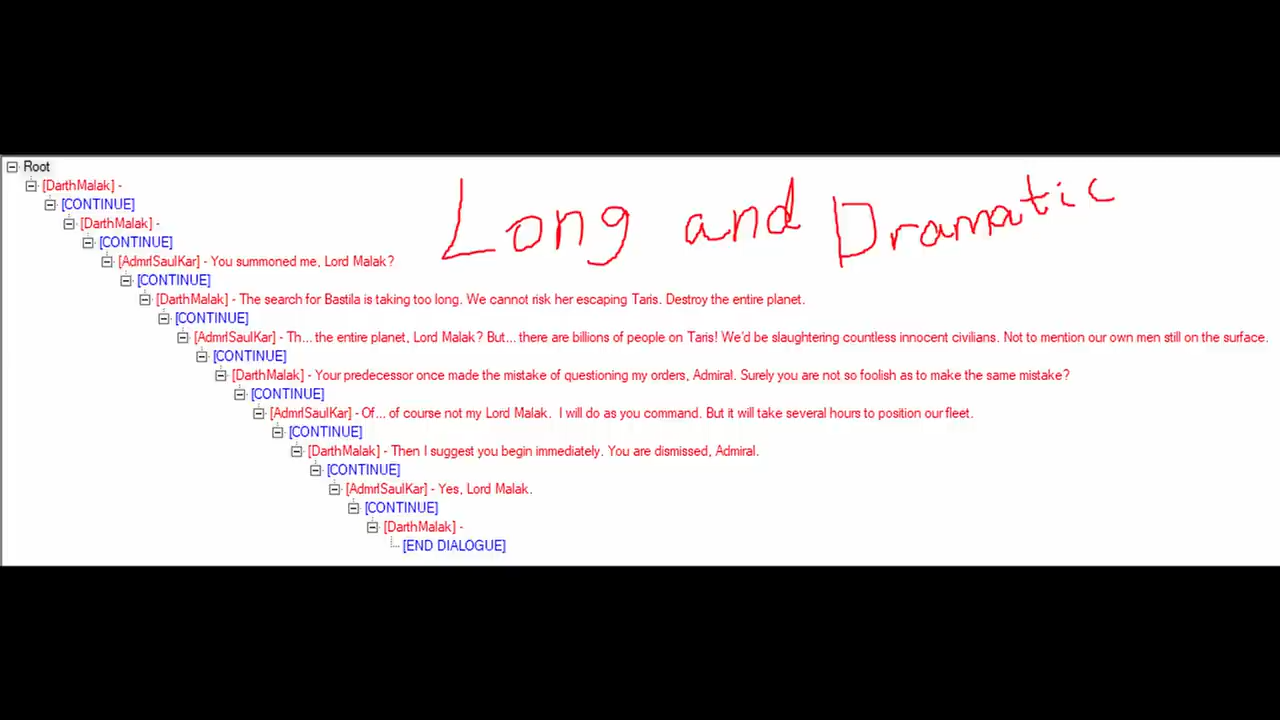 Root
[DarthMalak] -
[CONTINUE]
[DarthMalak] -
[CONTINUE]
[AdmrlSaulKar] - You summoned me, Lord Malak?
[CONTINUE]
[DarthMalak] - The search for Bastila is taking too long. We cannot risk her escaping Taris. Destroy the entire planet.
[CONTINUE]
[AdmrlSaulKar] - Th... the entire planet, Lord Malak? But... there are billions of people on Taris! We'd be slaughtering countless innocent civilians. Not to mention our own men still on the surface.
[CONTINUE]
[DarthMalak] - Your predecessor once made the mistake of questioning my orders, Admiral. Surely you are not so foolish as to make the same mistake?
[CONTINUE]
[AdmrlSaulKar] - Of... of course not my Lord Malak.  I will do as you command. But it will take several hours to position our fleet.
[CONTINUE]
[DarthMalak] - Then I suggest you begin immediately. You are dismissed, Admiral.
[CONTINUE]
[AdmrlSaulKar] - Yes, Lord Malak.
[CONTINUE]
[DarthMalak] -
[END DIALOGUE]
Long and Dramatic